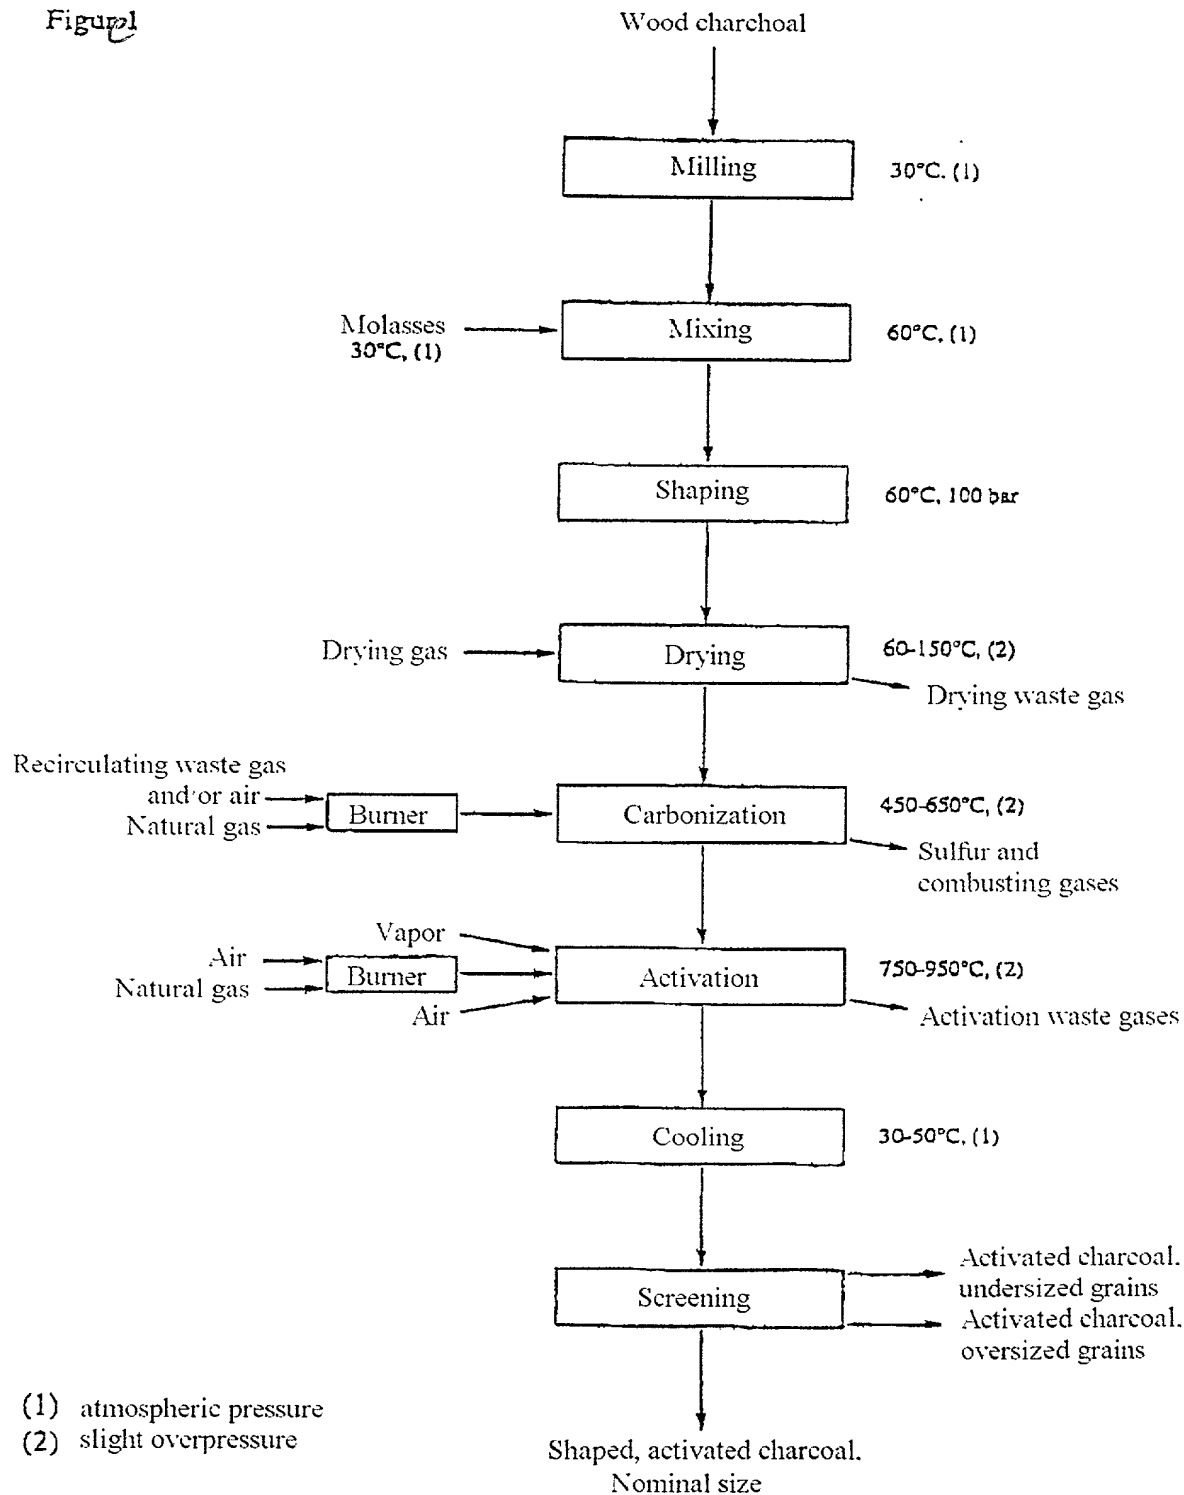 Figure1
Wood charchoal
Milling
30°C. (1)
Molasses
30°C, (1)
Mixing
60°C, (1)
Shaping
60°C, 100 bar
Drying gas
Drying
60-150°C, (2)
Drying waste gas
Recirculating waste gas
and/or air
Natural gas
Burner
Carbonization
450-650°C, (2)
Sulfur and
combusting gases
Vapor
Air
Natural gas
Burner
Air
Activation
750-950°C, (2)
Activation waste gases
Cooling
30-50°C, (1)
Screening
Activated charcoal.
undersized grains
Activated charcoal.
oversized grains
(1) atmospheric pressure
(2) slight overpressure
Shaped, activated charcoal.
Nominal size